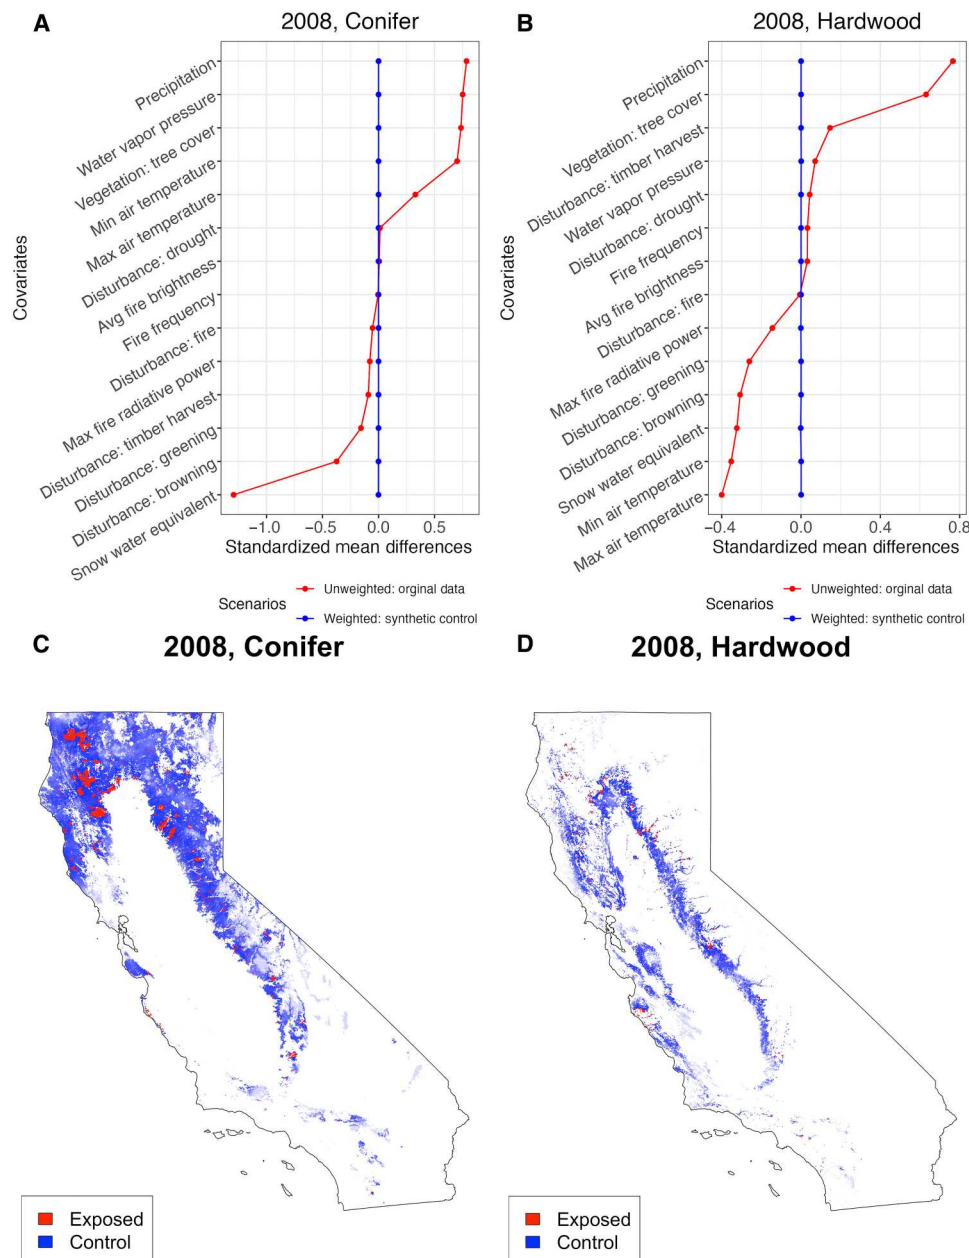 A
2008, Conifer
Covariates
Precipitation
Water vapor pressure
Vegetation: tree cover
Min air temperature
Max air temperature
Disturbance: drought
Avg fire brightness
Fire frequency
Disturbance: fire
Max fire radiative power
Disturbance: timber harvest
Disturbance: greening
Disturbance: browning
Snow water equivalent
−1.0 −0.5 0.0 0.5
Standardized mean differences
Scenarios
Unweighted: orginal data
Weighted: synthetic control
B
2008, Hardwood
Covariates
Precipitation
Vegetation: tree cover
Disturbance: timber harvest
Water vapor pressure
Disturbance: drought
Fire frequency
Avg fire brightness
Disturbance: fire
Max fire radiative power
Disturbance: greening
Disturbance: browning
Snow water equivalent
Min air temperature
Max air temperature
−0.4 0.0 0.4 0.8
Standardized mean differences
Scenarios
Unweighted: orginal data
Weighted: synthetic control
C
2008, Conifer
Exposed
Control
D
2008, Hardwood
Exposed
Control